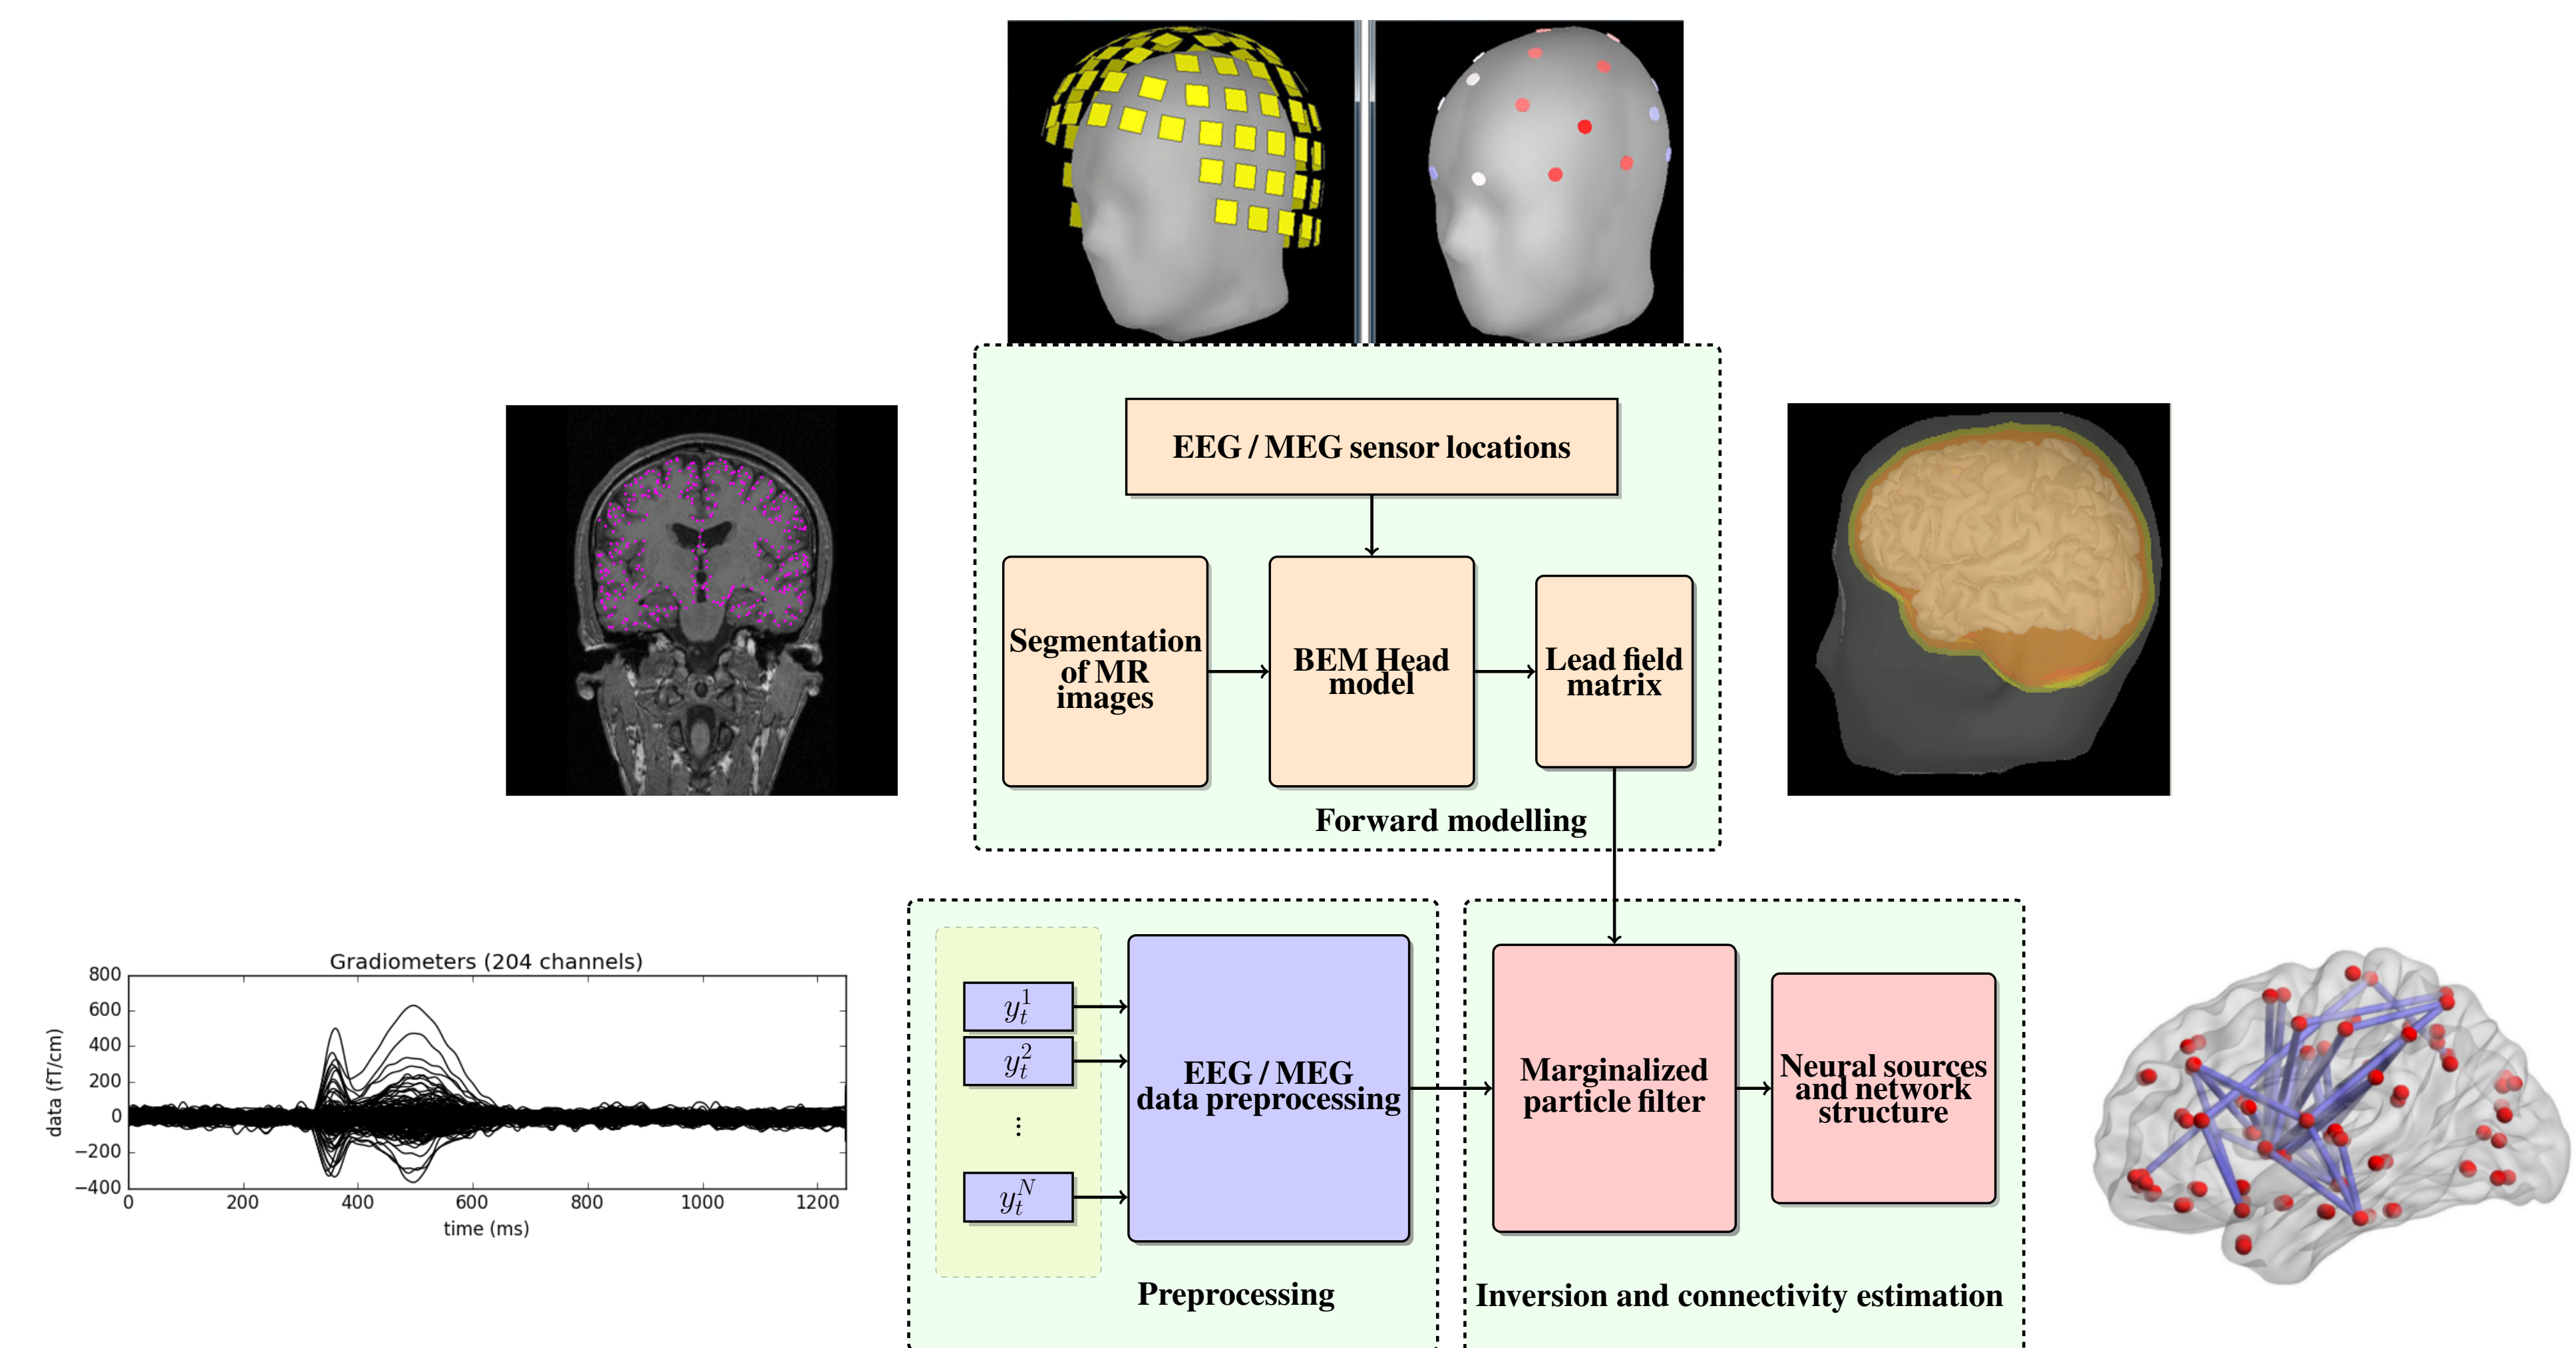 EEG / MEG sensor locations
Segmentation
of MR
images
BEM Head
model
Lead field
matrix
Forward modelling
Gradiometers (204 channels)
data (fT/cm)
800
600
400
200
0
−200
−400
0 200 400 600 800 1000 1200
time (ms)
y_t^1
y_t^2
⋮
y_t^N
EEG / MEG
data preprocessing
Preprocessing
Marginalized
particle filter
Neural sources
and network
structure
Inversion and connectivity estimation